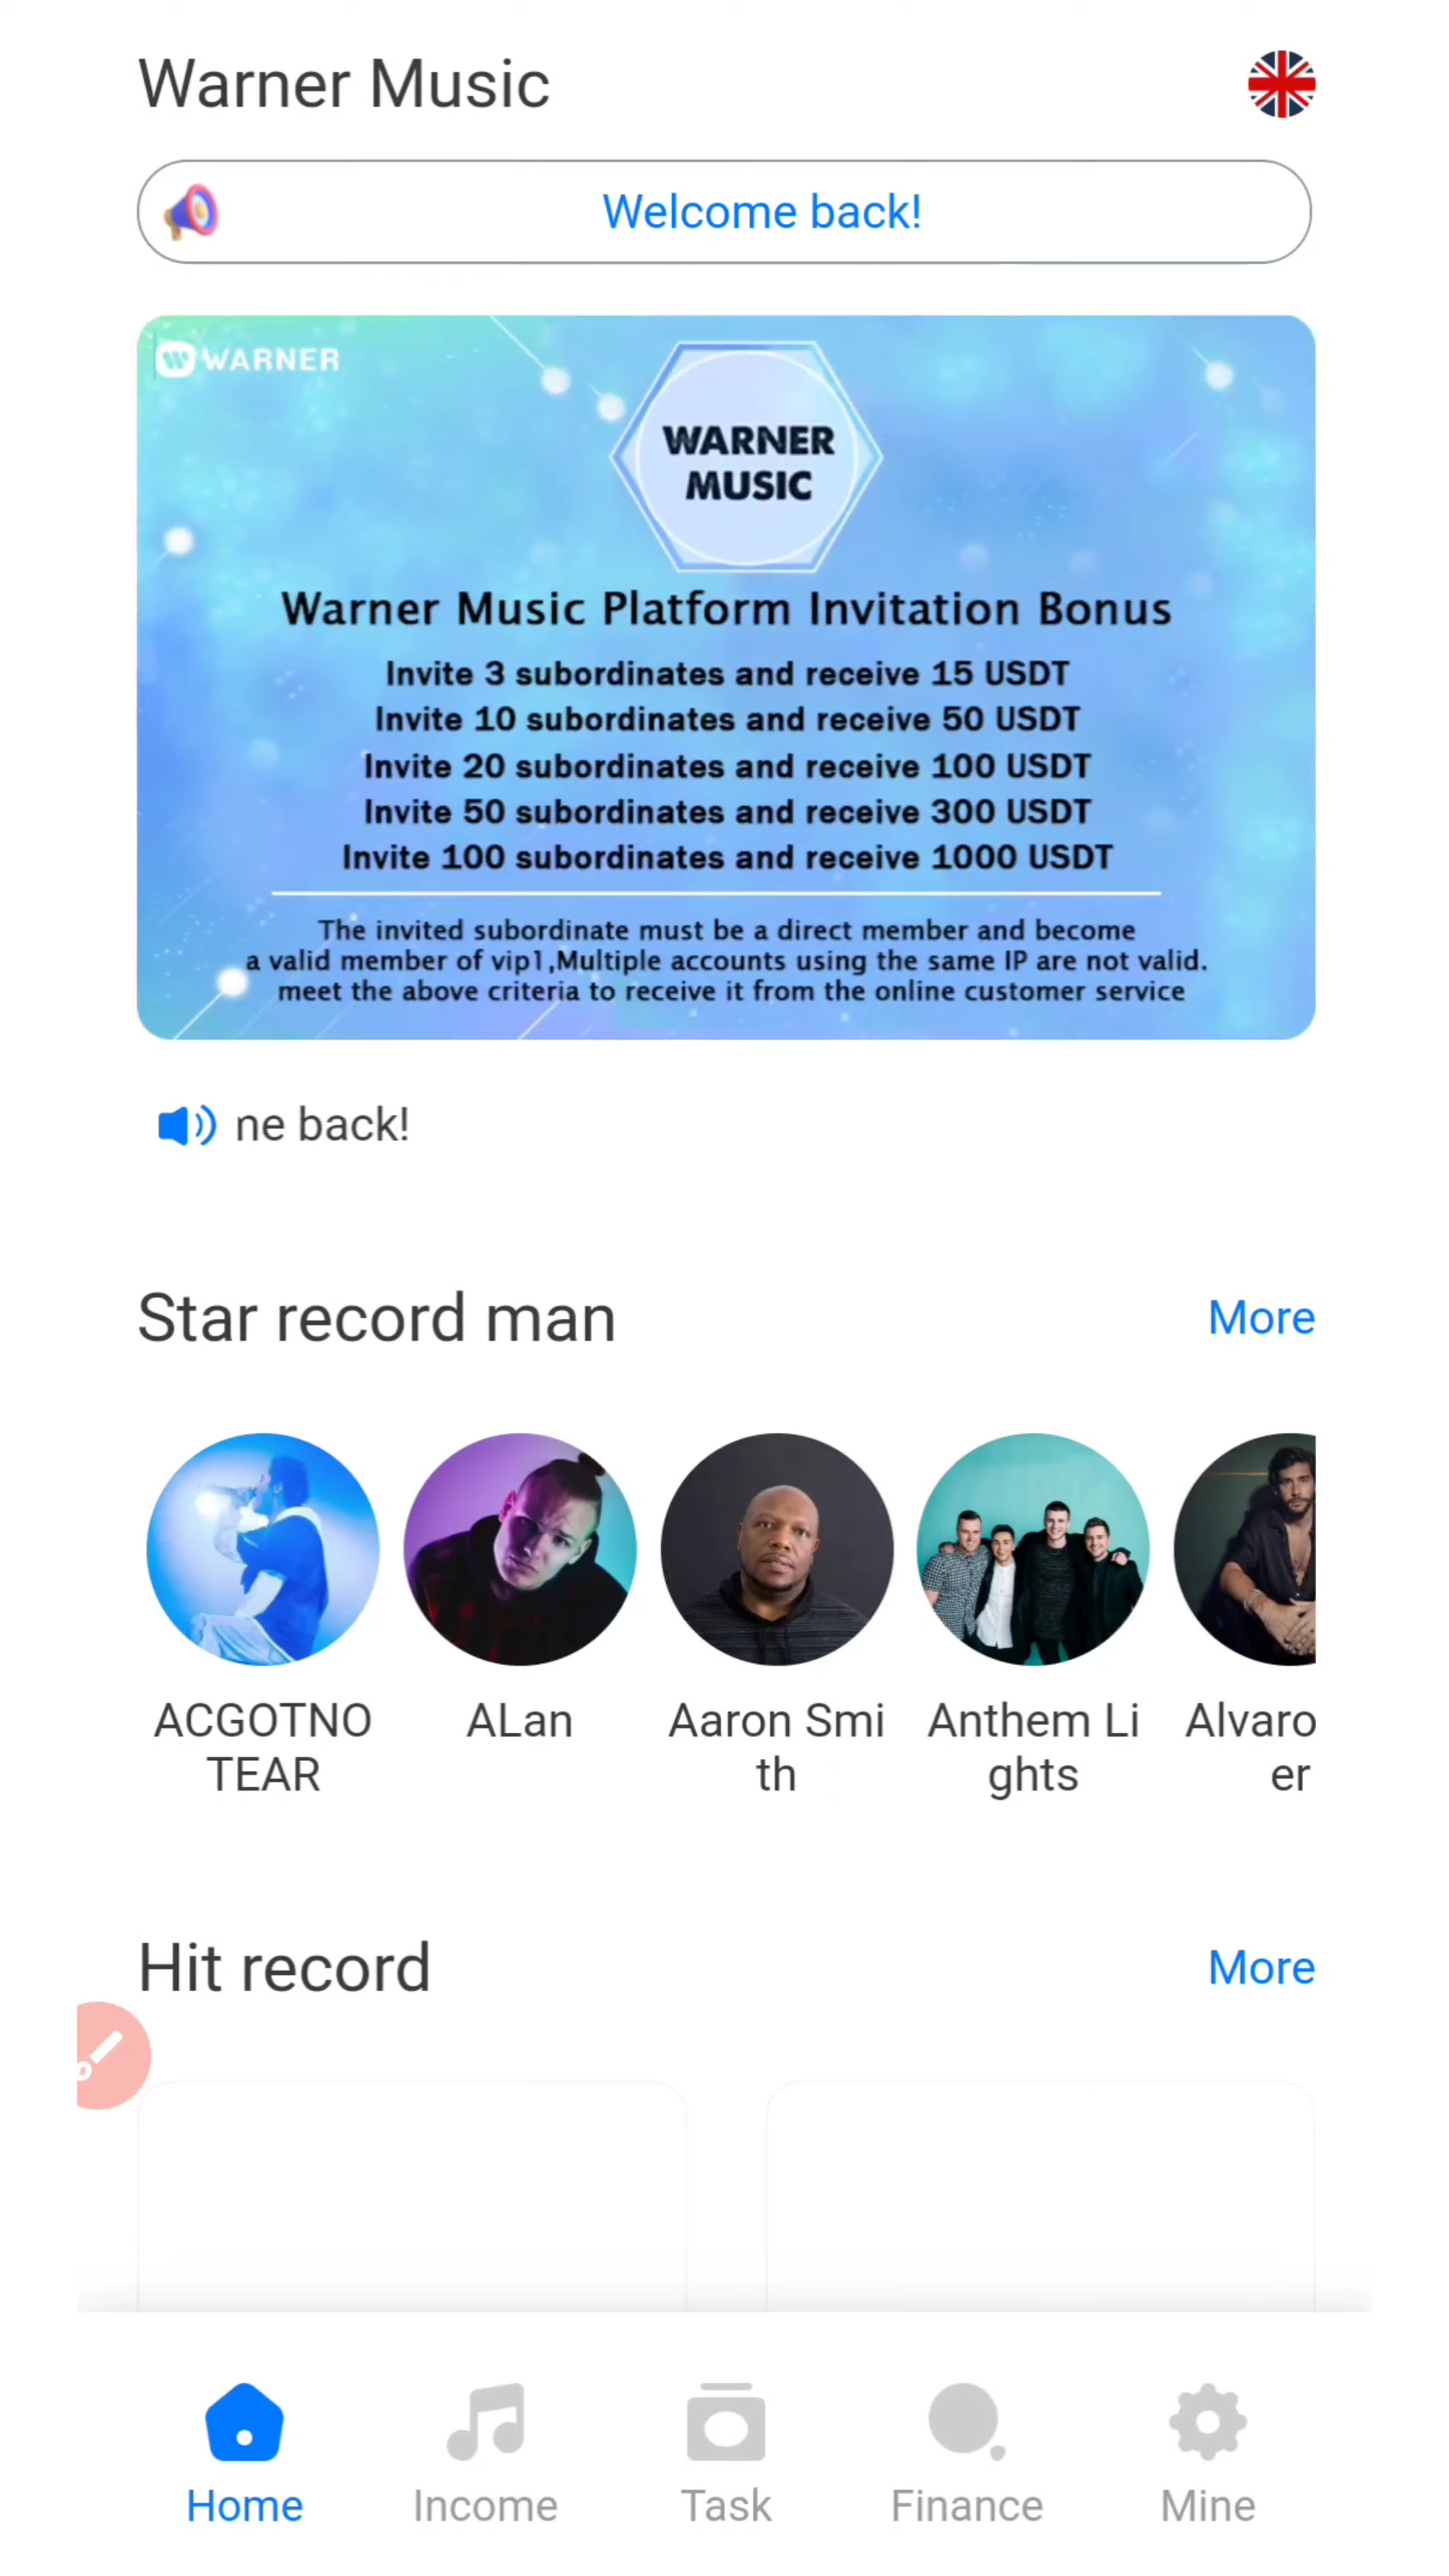 Warner Music
Welcome back!
WARNER
WARNER
MUSIC
Warner Music Platform Invitation Bonus
Invite 3 subordinates and receive 15 USDT
Invite 10 subordinates and receive 50 USDT
Invite 20 subordinates and receive 100 USDT
Invite 50 subordinates and receive 300 USDT
Invite 100 subordinates and receive 1000 USDT
The invited subordinate must be a direct member and become
a valid member of vip1,Multiple accounts using the same IP are not valid.
meet the above criteria to receive it from the online customer service
ne back!
Star record man
More
ACGOTNO
TEAR
ALan
Aaron Smi
th
Anthem Li
ghts
Alvaro
er
Hit record
More
Home
Income
Task
Finance
Mine